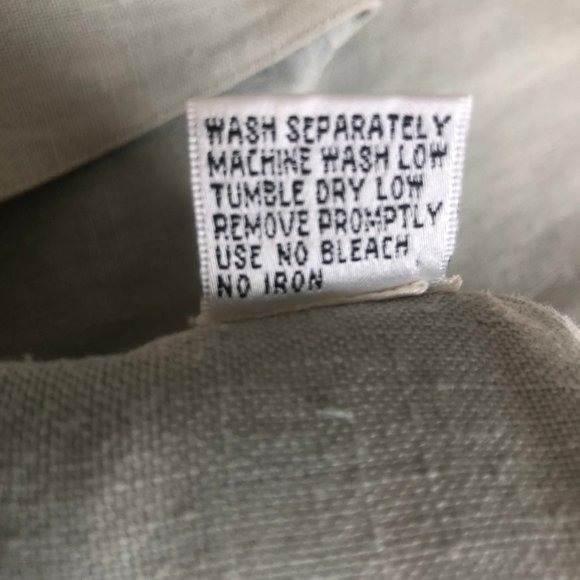 WASH SEPARATELY
MACHINE WASH LOW
TUMBLE DRY LOW
REMOVE PROMPTLY
USE NO BLEACH
NO IRON